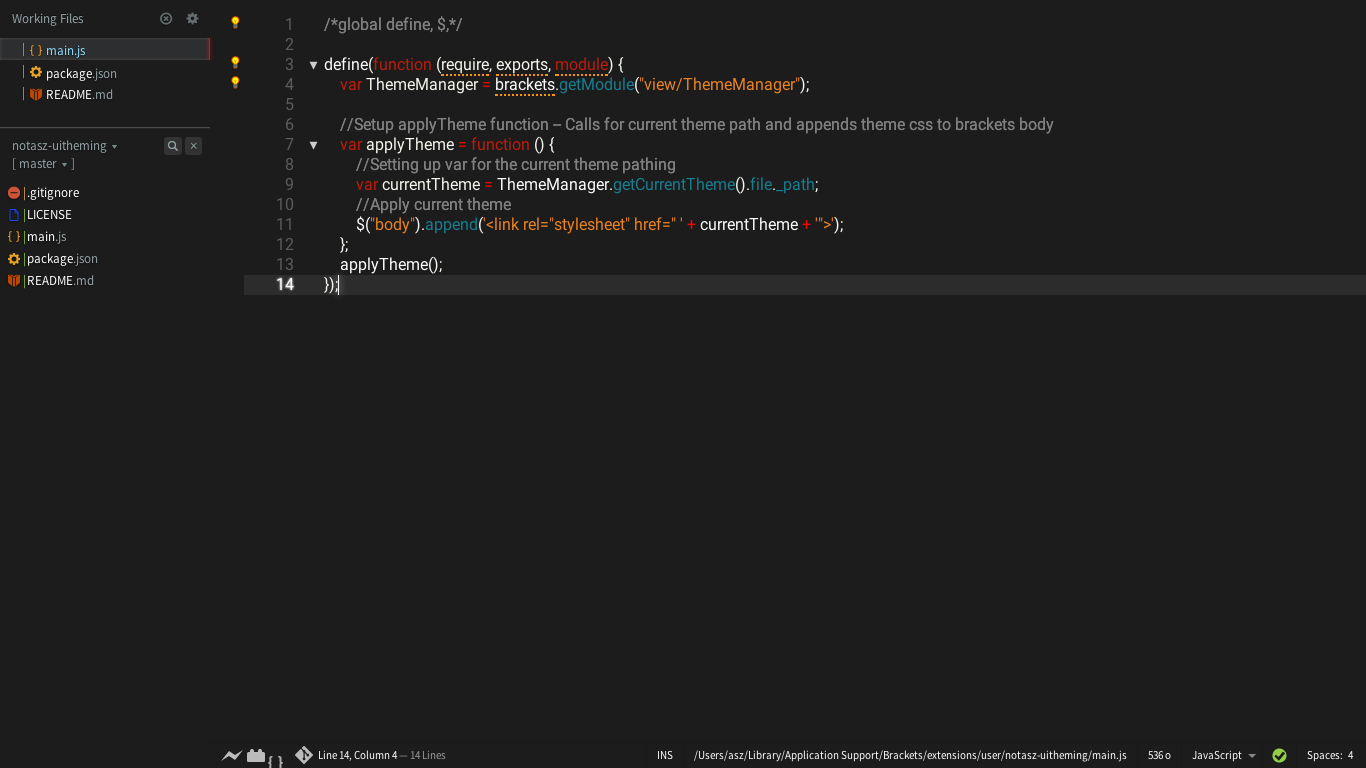 Working Files
{ } main.js
package.json
README.md
notasz-uitheming
[ master ]
.gitignore
LICENSE
{ } main.js
package.json
README.md
1 /*global define, $,*/
2
3 define(function (require, exports, module) {
4 var ThemeManager = brackets.getModule("view/ThemeManager");
5
6 //Setup applyTheme function – Calls for current theme path and appends theme css to brackets body
7 var applyTheme = function () {
8 //Setting up var for the current theme pathing
9 var currentTheme = ThemeManager.getCurrentTheme().file._path;
10 //Apply current theme
11 $("body").append('<link rel="stylesheet" href=" ' + currentTheme + '">');
12 };
13 applyTheme();
14 });
{ } Line 14, Column 4 — 14 Lines INS /Users/asz/Library/Application Support/Brackets/extensions/user/notasz-uitheming/main.js 536 o JavaScript Spaces: 4